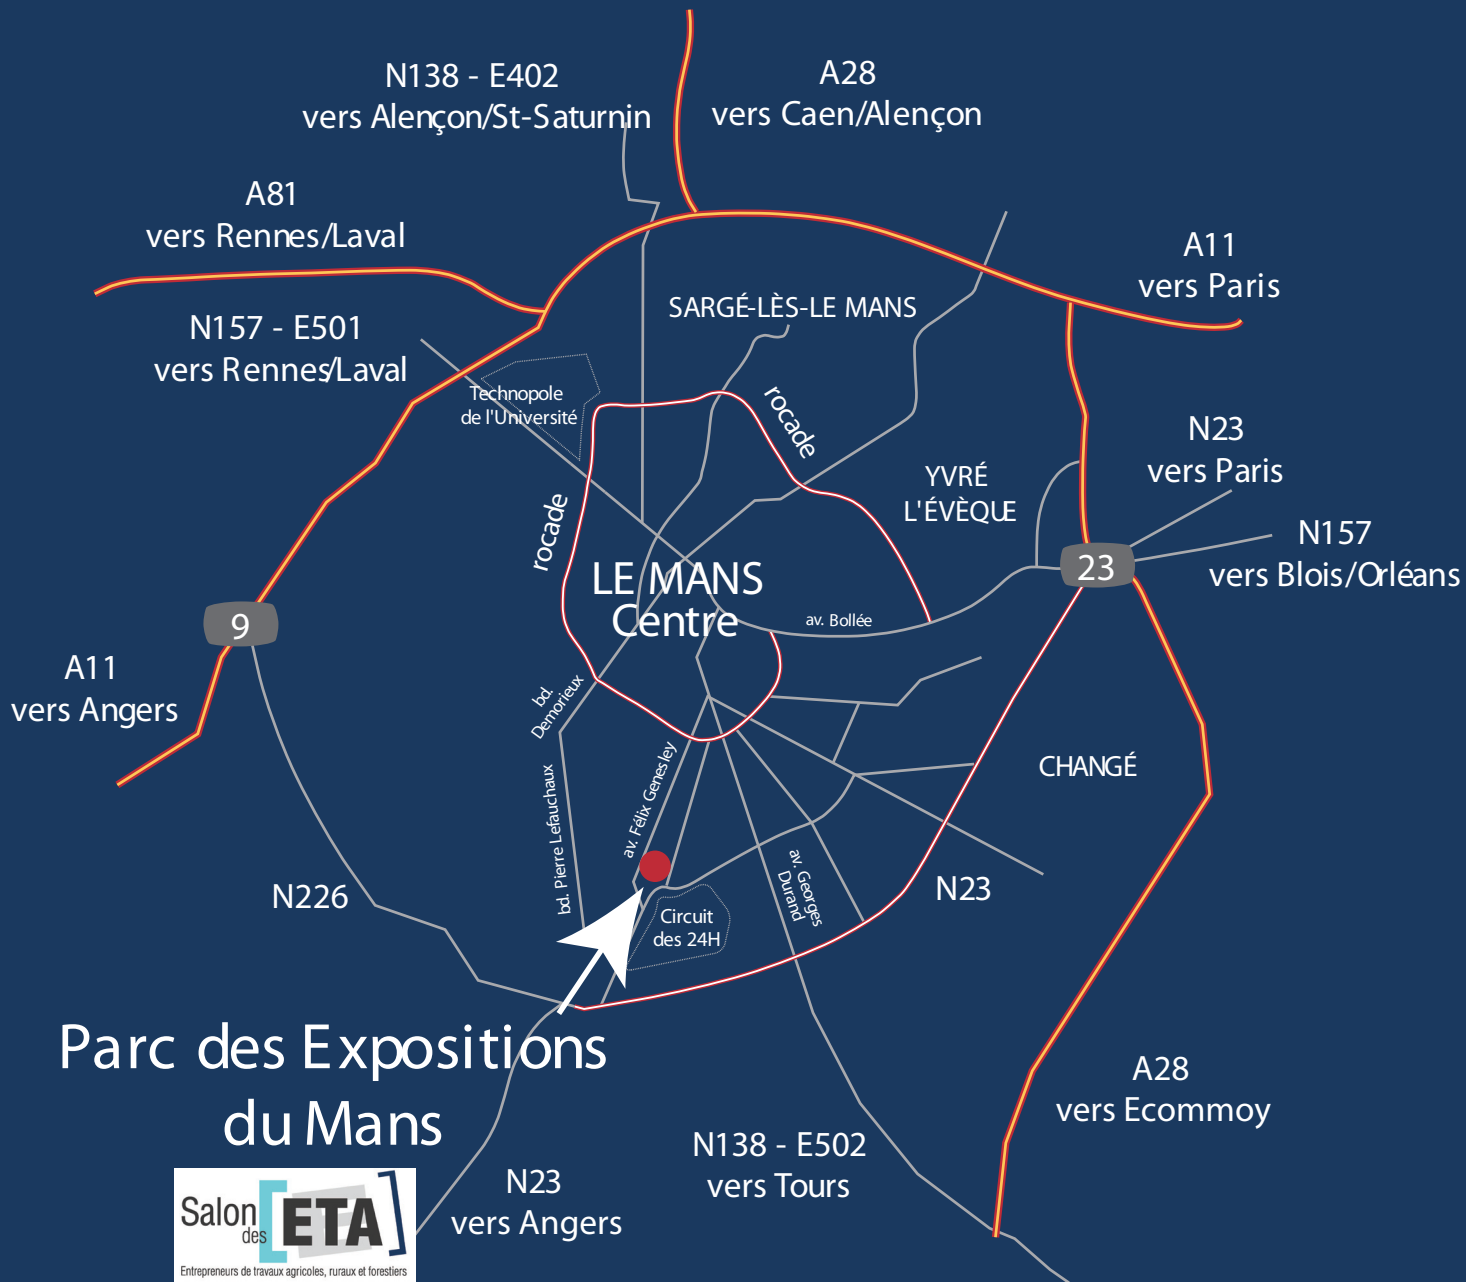 N138 - E402
vers Alençon/St-Saturnin
A28
vers Caen/Alençon
A81
vers Rennes/Laval
A11
vers Paris
N157 - E501
vers Rennes/Laval
SARGÉ-LÈS-LE MANS
Technopole
de l'Université
rocade
N23
vers Paris
YVRÉ
L'ÉVÈQUE
rocade
N157
vers Blois/Orléans
23
LE MANS
Centre
av. Bollée
9
A11
vers Angers
bd.
Demorieux
CHANGÉ
av. Félix Genesley
bd. Pierre Lefauchaux
av. Georges
Durand
N226
N23
Circuit
des 24H
Parc des Expositions
du Mans
A28
vers Ecommoy
N138 - E502
vers Tours
N23
vers Angers
Salon
des
ETA
Entrepreneurs de travaux agricoles, ruraux et forestiers